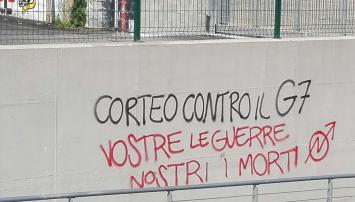 CORTEO CONTRO IL G7
VOSTRE LE GUERRE
NOSTRI I MORTI